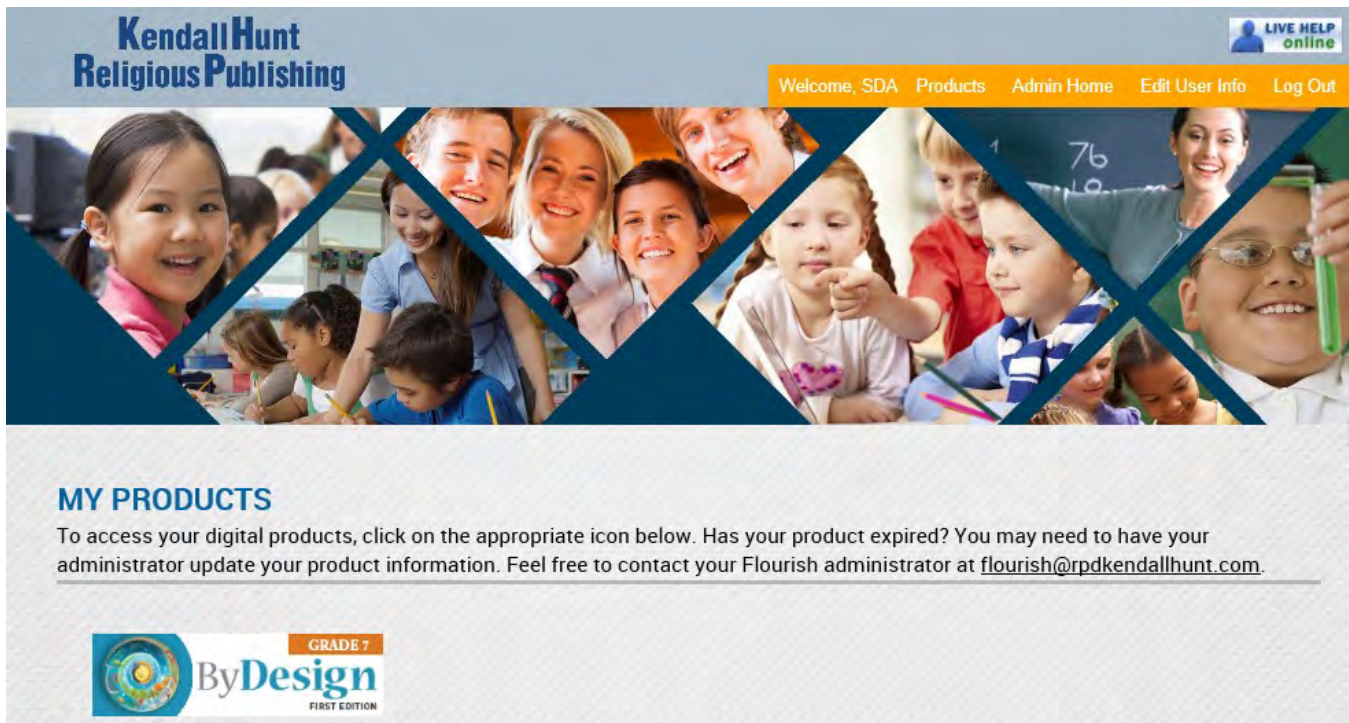 Kendall Hunt
Religious Publishing
LIVE HELP
online
Welcome, SDA Products Admin Home Edit User Info Log Out
76
MY PRODUCTS
To access your digital products, click on the appropriate icon below. Has your product expired? You may need to have your
administrator update your product information. Feel free to contact your Flourish administrator at flourish@rpdkendallhunt.com.
GRADE 7
ByDesign
FIRST EDITION